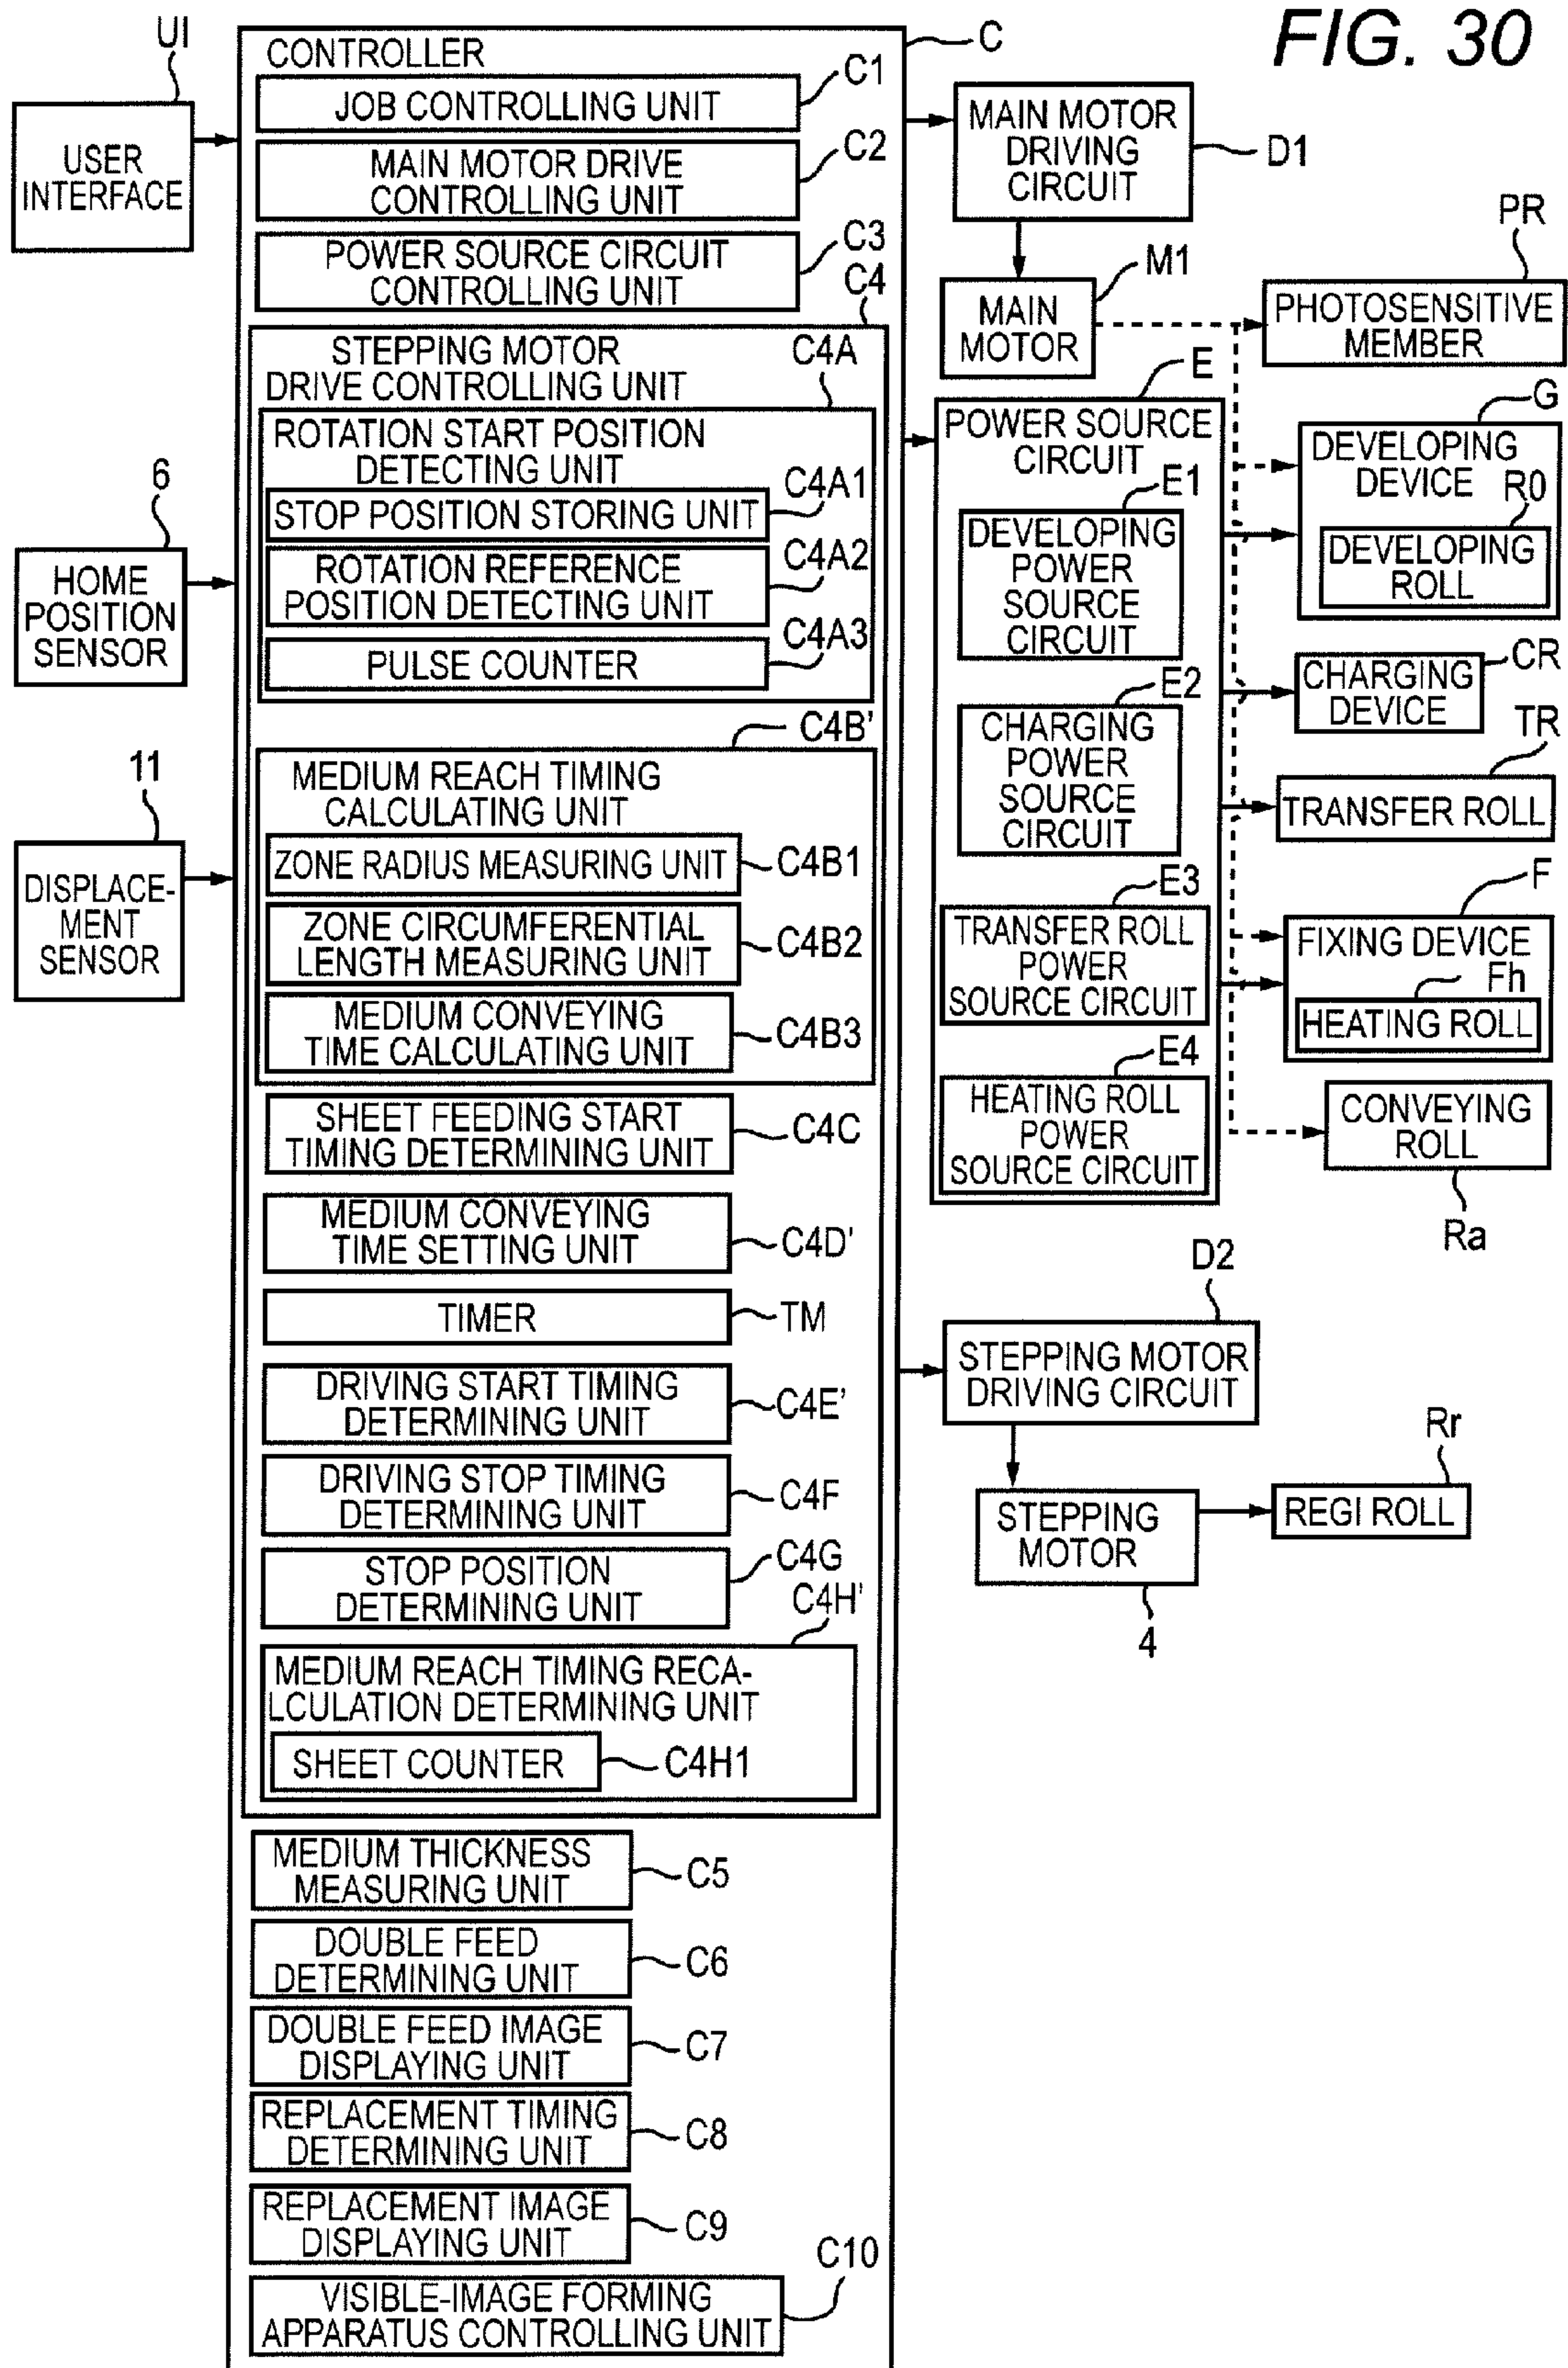 FIG. 30
UI
USER
INTERFACE
6
HOME
POSITION
SENSOR
11
DISPLACE-
MENT
SENSOR
C
CONTROLLER
C1
JOB CONTROLLING UNIT
C2
MAIN MOTOR DRIVE
CONTROLLING UNIT
C3
POWER SOURCE CIRCUIT
CONTROLLING UNIT
C4
STEPPING MOTOR
DRIVE CONTROLLING UNIT
C4A
ROTATION START POSITION
DETECTING UNIT
C4A1
STOP POSITION STORING UNIT
C4A2
ROTATION REFERENCE
POSITION DETECTING UNIT
C4A3
PULSE COUNTER
C4B'
MEDIUM REACH TIMING
CALCULATING UNIT
ZONE RADIUS MEASURING UNIT
C4B1
ZONE CIRCUMFERENTIAL
LENGTH MEASURING UNIT
C4B2
MEDIUM CONVEYING
TIME CALCULATING UNIT
C4B3
SHEET FEEDING START
TIMING DETERMINING UNIT
C4C
MEDIUM CONVEYING
TIME SETTING UNIT
C4D'
TIMER
TM
DRIVING START TIMING
DETERMINING UNIT
C4E'
DRIVING STOP TIMING
DETERMINING UNIT
C4F
STOP POSITION
DETERMINING UNIT
C4G
C4H'
MEDIUM REACH TIMING RECA-
LCULATION DETERMINING UNIT
SHEET COUNTER
C4H1
MEDIUM THICKNESS
MEASURING UNIT
C5
DOUBLE FEED
DETERMINING UNIT
C6
DOUBLE FEED IMAGE
DISPLAYING UNIT
C7
REPLACEMENT TIMING
DETERMINING UNIT
C8
REPLACEMENT IMAGE
DISPLAYING UNIT
C9
C10
VISIBLE-IMAGE FORMING
APPARATUS CONTROLLING UNIT
MAIN MOTOR
DRIVING
CIRCUIT
D1
M1
MAIN
MOTOR
E
POWER SOURCE
CIRCUIT
E1
DEVELOPING
POWER
SOURCE
CIRCUIT
E2
CHARGING
POWER
SOURCE
CIRCUIT
E3
TRANSFER ROLL
POWER
SOURCE CIRCUIT
E4
HEATING ROLL
POWER
SOURCE CIRCUIT
PR
PHOTOSENSITIVE
MEMBER
G
DEVELOPING
DEVICE
R0
DEVELOPING
ROLL
CR
CHARGING
DEVICE
TR
TRANSFER ROLL
F
FIXING DEVICE
Fh
HEATING ROLL
CONVEYING
ROLL
Ra
D2
STEPPING MOTOR
DRIVING CIRCUIT
STEPPING
MOTOR
4
Rr
REGI ROLL